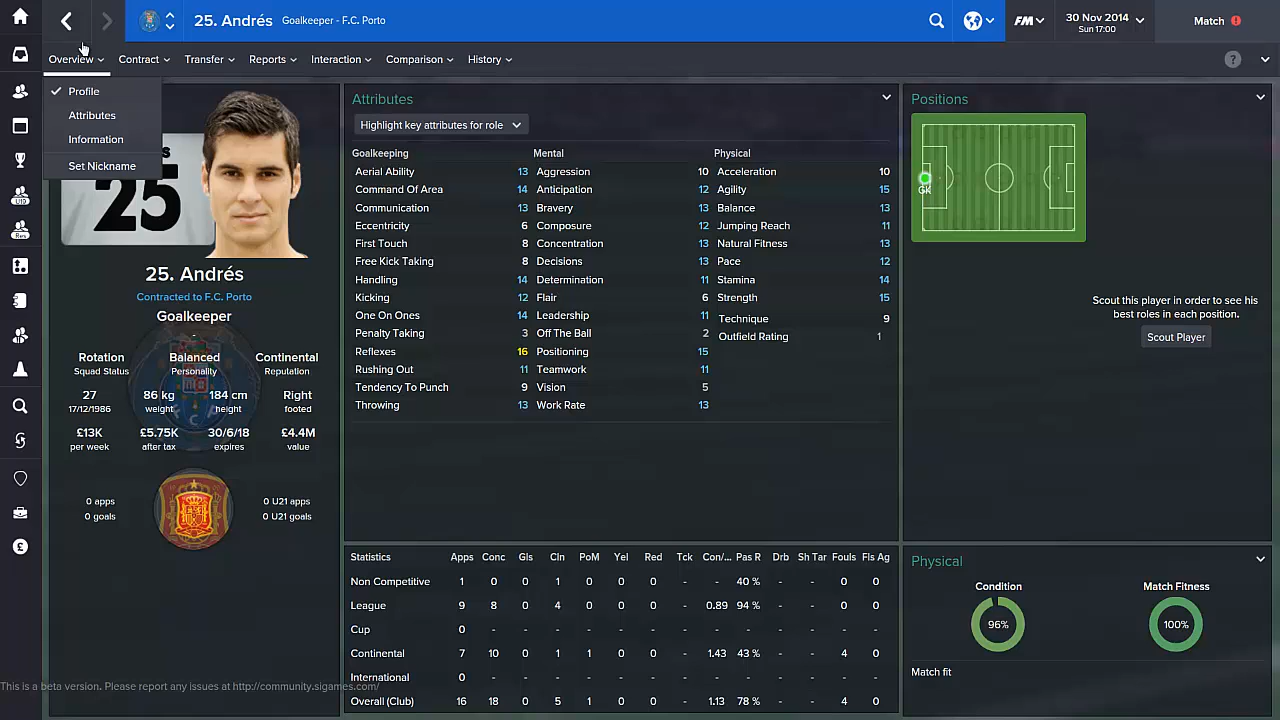 25. Andrés Goalkeeper - F.C. Porto
FM
30 Nov 2014
Sun 17:00
Match
Overview Contract Transfer Reports Interaction Comparison History ?
Profile
Attributes
Information
Set Nickname
25
25. Andrés
Contracted to F.C. Porto
Goalkeeper
-
Rotation Balanced Continental
Squad Status Personality Reputation
27 86 kg 184 cm Right
17/12/1986 weight height footed
£13K £5.75K 30/6/18 £4.4M
per week after tax expires value
0 apps 0 U21 apps
0 goals 0 U21 goals
Attributes
Highlight key attributes for role
Goalkeeping Mental Physical
Aerial Ability 13 Aggression 10 Acceleration 10
Command Of Area 14 Anticipation 12 Agility 15
Communication 13 Bravery 13 Balance 13
Eccentricity 6 Composure 12 Jumping Reach 11
First Touch 8 Concentration 13 Natural Fitness 13
Free Kick Taking 8 Decisions 13 Pace 12
Handling 14 Determination 11 Stamina 14
Kicking 12 Flair 6 Strength 15
One On Ones 14 Leadership 11 Technique 9
Penalty Taking 3 Off The Ball 2 Outfield Rating 1
Reflexes 16 Positioning 15
Rushing Out 11 Teamwork 11
Tendency To Punch 9 Vision 5
Throwing 13 Work Rate 13
Positions
GK
Scout this player in order to see his
best roles in each position.
Scout Player
Statistics Apps Conc Gls Cln PoM Yel Red Tck Con/... Pas R Drb Sh Tar Fouls Fls Ag
Non Competitive 1 0 0 1 0 0 0 - - 40 % - - 0 0
League 9 8 0 4 0 0 0 - 0.89 94 % - - 0 0
Cup 0 - - - - - - - - - - - - -
Continental 7 10 0 1 1 0 0 - 1.43 43 % - - 4 0
International 0 - - - - - - - - - - - - -
Overall (Club) 16 18 0 5 1 0 0 - 1.13 78 % - - 4 0
Physical
Condition Match Fitness
96% 100%
Match fit
This is a beta version. Please report any issues at http://community.sigames.com/